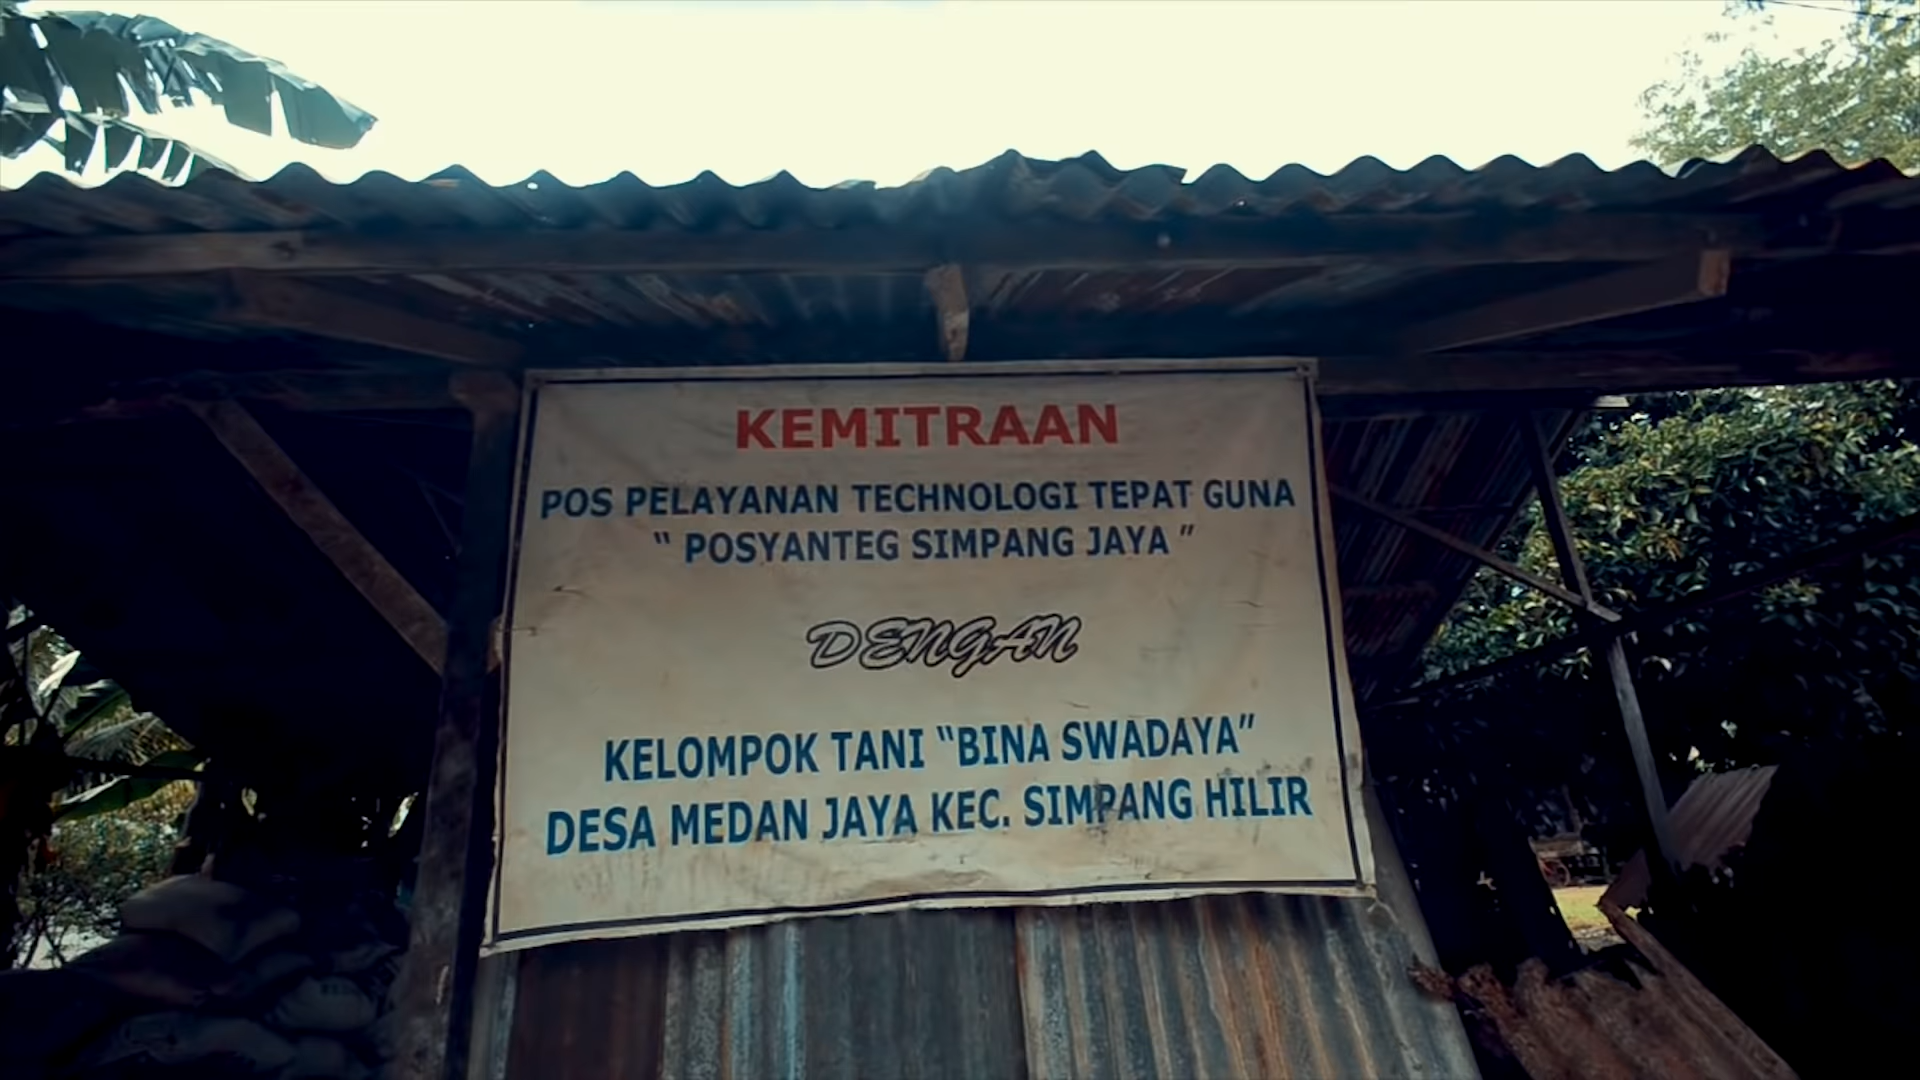 KEMITRAAN
POS PELAYANAN TECHNOLOGI TEPAT GUNA
“ POSYANTEG SIMPANG JAYA ”
DENGAN
KELOMPOK TANI “BINA SWADAYA”
DESA MEDAN JAYA KEC. SIMPANG HILIR